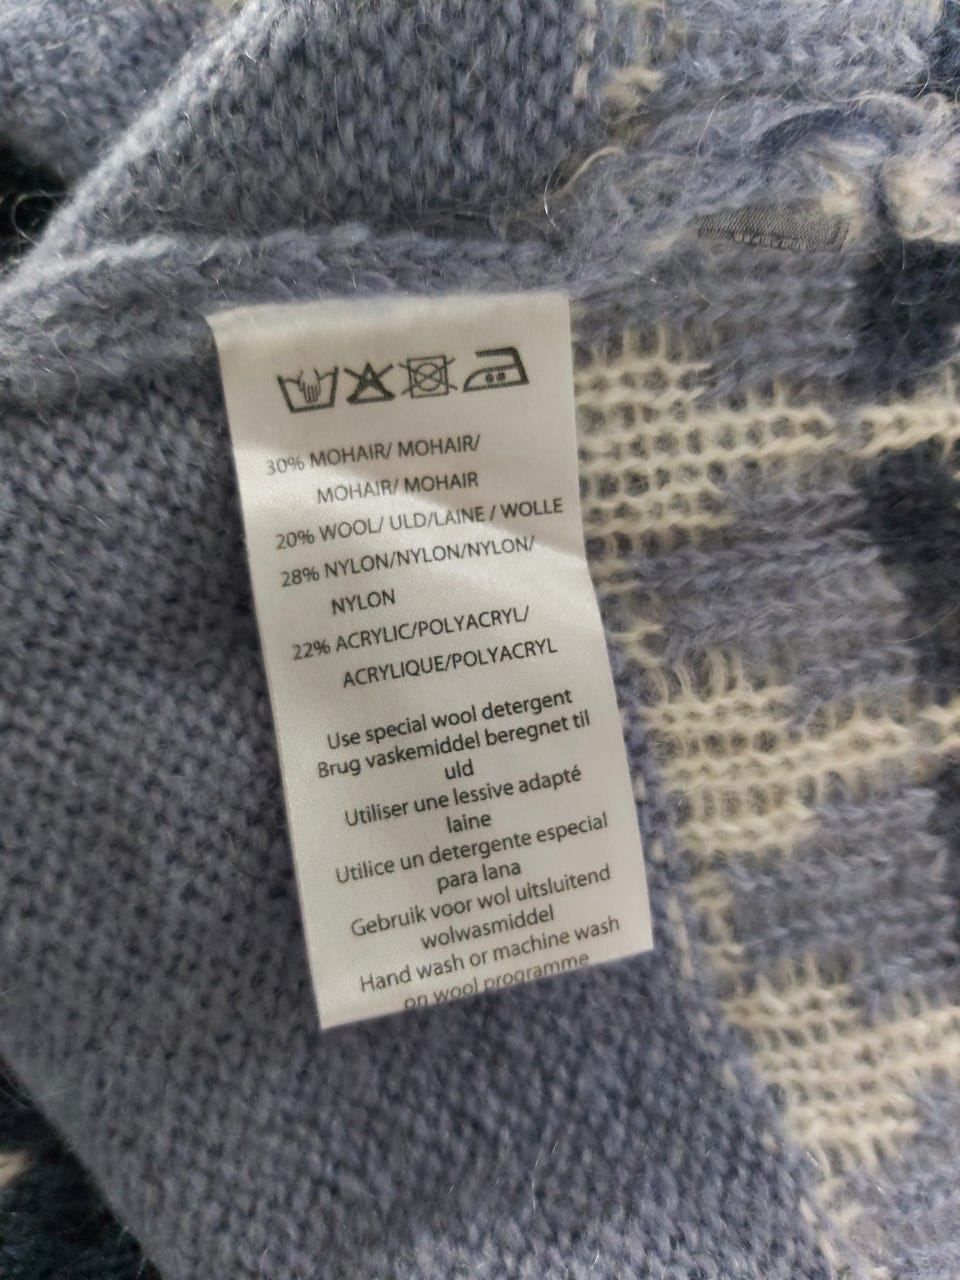 30% MOHAIR/ MOHAIR/
MOHAIR/ MOHAIR
20% WOOL/ ULD/LAINE / WOLLE
28% NYLON/NYLON/NYLON/
NYLON
22% ACRYLIC/POLYACRYL/
ACRYLIQUE/POLYACRYL
Use special wool detergent
Brug vaskemiddel beregnet til
uld
Utiliser une lessive adapté
laine
Utilice un detergente especial
para lana
Gebruik voor wol uitsluitend
wolwasmiddel
Hand wash or machine wash
on wool programme